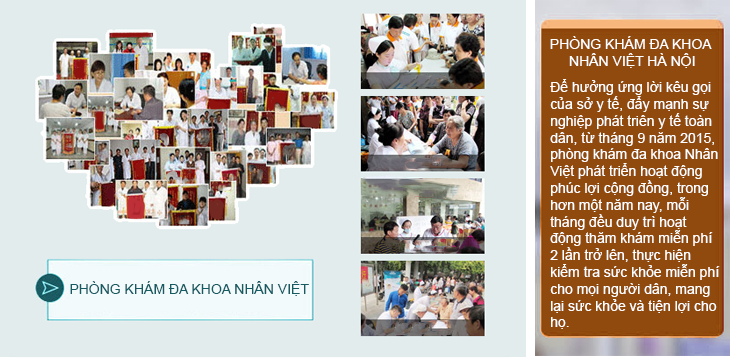 PHÒNG KHÁM ĐA KHOA NHÂN VIỆT
PHÒNG KHÁM ĐA KHOA
NHÂN VIỆT HÀ NỘI
Để hưởng ứng lời kêu gọi
của sở y tế, đẩy mạnh sự
nghiệp phát triển y tế toàn
dân, từ tháng 9 năm 2015,
phòng khám đa khoa Nhân
Việt phát triển hoạt động
phúc lợi cộng đồng, trong
hơn một năm nay, mỗi
tháng đều duy trì hoạt
động thăm khám miễn phí
2 lần trở lên, thực hiện
kiểm tra sức khỏe miễn phí
cho mọi người dân, mang
lại sức khỏe và tiện lợi cho
họ.